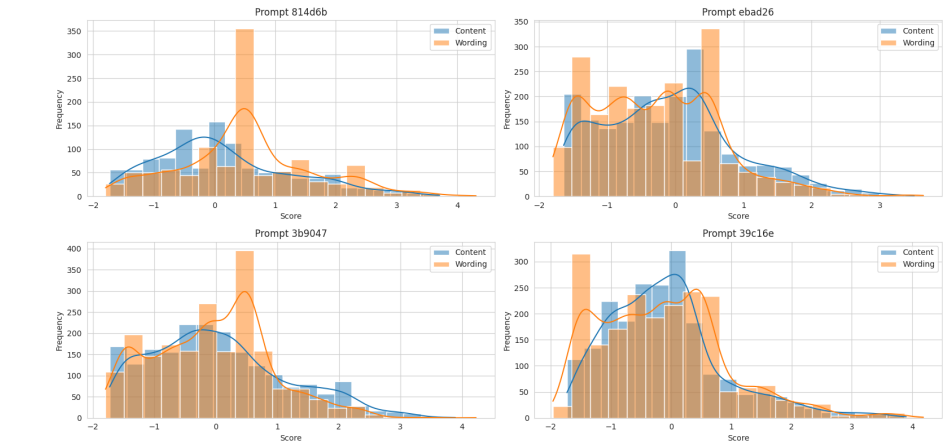 Prompt 814d6b
350
300
250
200
150
100
50
0
Frequency
Content
Wording
−2 −1 0 1 2 3 4
Score
Prompt ebad26
350
300
250
200
150
100
50
0
Frequency
Content
Wording
−2 −1 0 1 2 3
Score
Prompt 3b9047
400
350
300
250
200
150
100
50
0
Frequency
Content
Wording
−2 −1 0 1 2 3 4
Score
Prompt 39c16e
300
250
200
150
100
50
0
Frequency
Content
Wording
−2 −1 0 1 2 3 4
Score